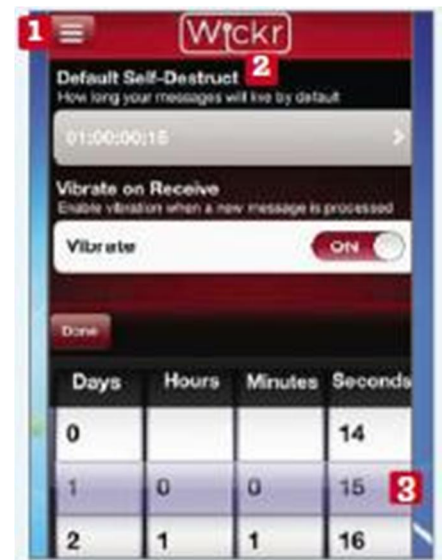 1 Wickr
Default Self-Destruct 2
How long your messages will live by default
01:00:00:15
Vibrate on Receive
Enable vibration when a new message is processed
Vibrate ON
Done
Days Hours Minutes Seconds
0 14
1 0 0 15 3
2 1 1 16